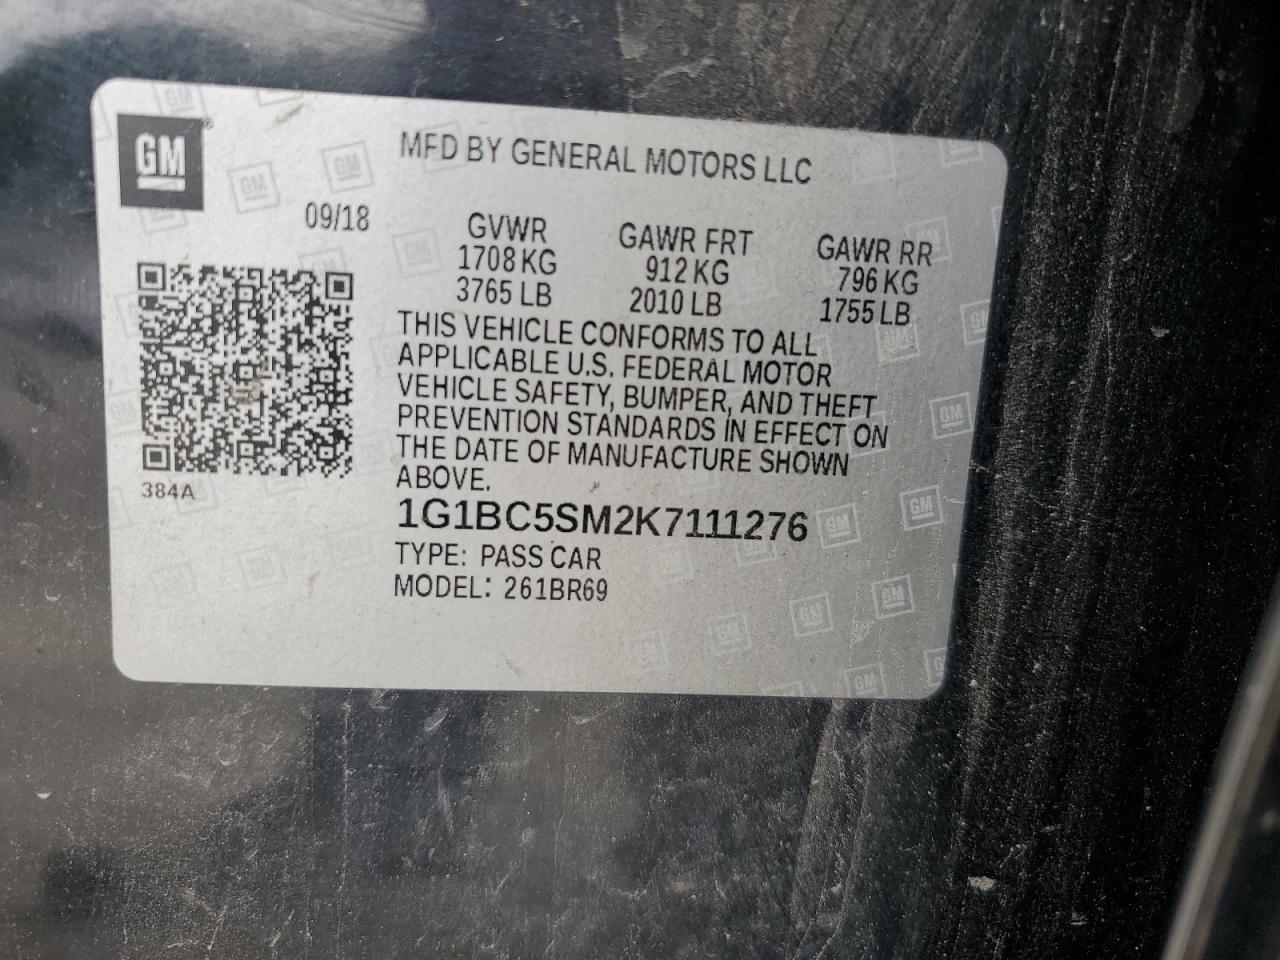 GM
MFD BY GENERAL MOTORS LLC
09/18
GVWR GAWR FRT GAWR RR
1708 KG 912 KG 796 KG
3765 LB 2010 LB 1755 LB
THIS VEHICLE CONFORMS TO ALL
APPLICABLE U.S. FEDERAL MOTOR
VEHICLE SAFETY, BUMPER, AND THEFT
PREVENTION STANDARDS IN EFFECT ON
THE DATE OF MANUFACTURE SHOWN
ABOVE.
384A
1G1BC5SM2K7111276
TYPE: PASS CAR
MODEL: 261BR69